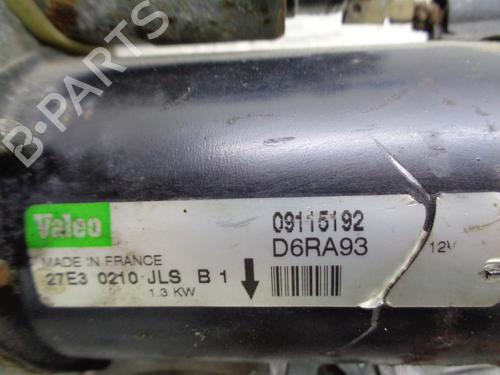 B-PARTS
Valeo
09115192
D6RA93
12V
MADE IN FRANCE
27E3 0210 JLS B 1
1.3 KW